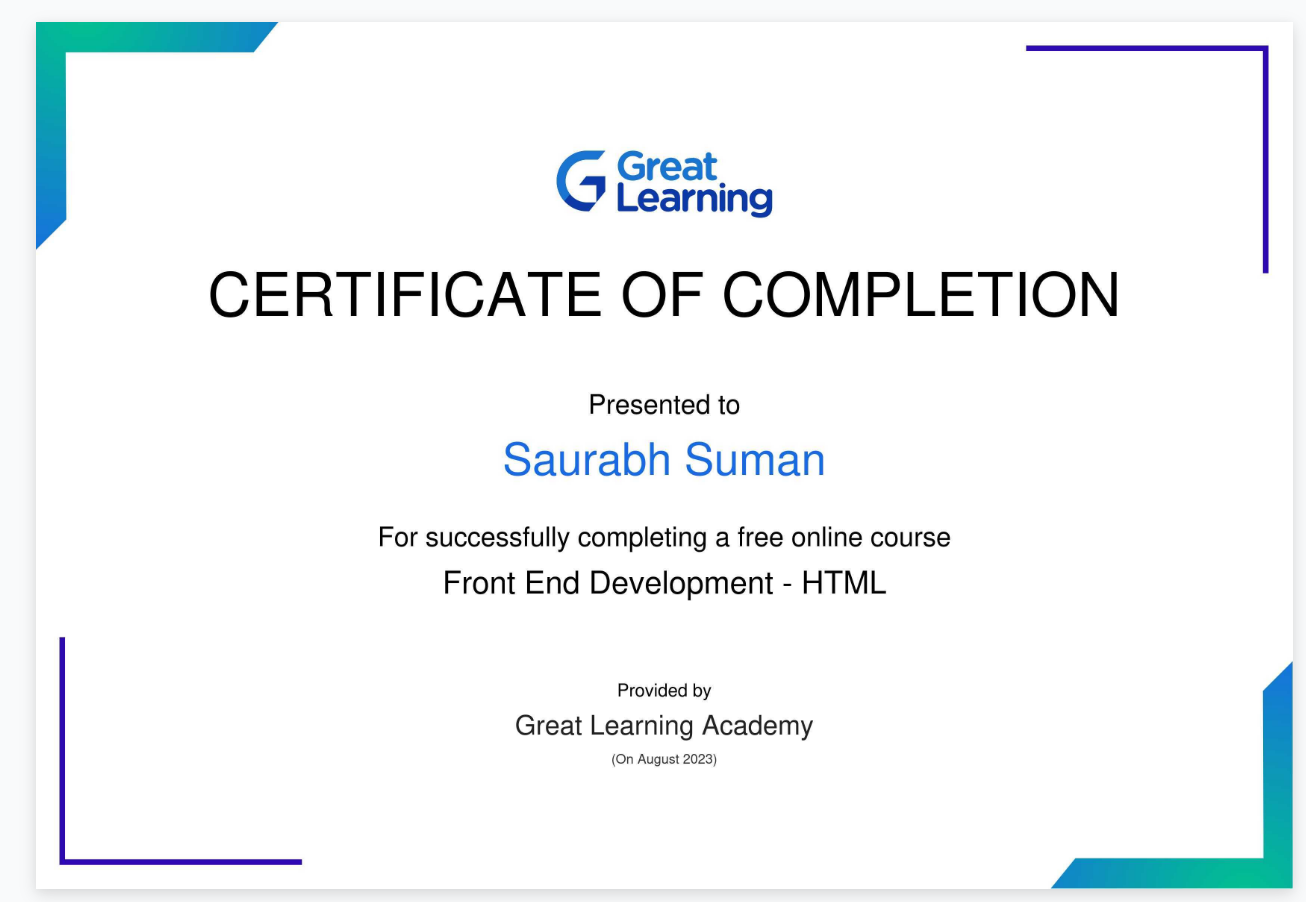 Great
Learning
CERTIFICATE OF COMPLETION
Presented to
Saurabh Suman
For successfully completing a free online course
Front End Development - HTML
Provided by
Great Learning Academy
(On August 2023)